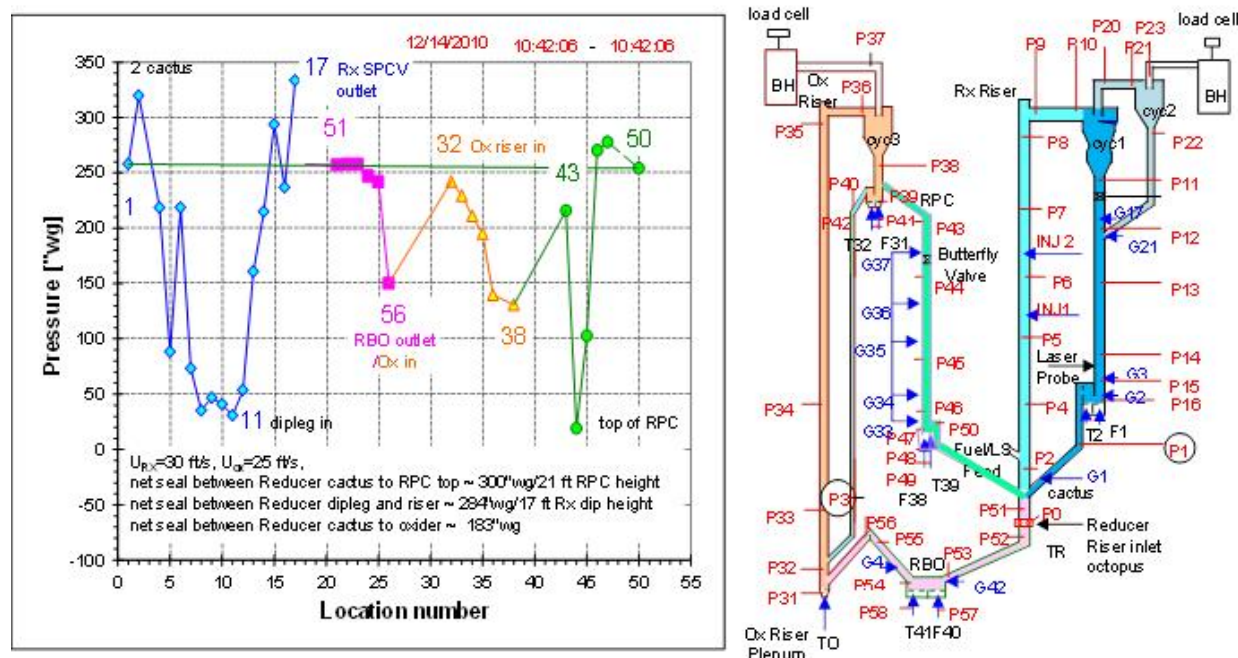 12/14/2010 10:42:06 - 10:42:06
2 cactus
17 Rx SPCV
outlet
350
300
250
200
150
100
50
0
-50
-100
Pressure ["wg]
1
51
32 Ox riser in
43
50
56
RBO outlet
/Ox in
38
11 dipleg in
top of RPC
net seal between Reducer cactus to RPC top ~ 300"wg/21 ft RPC height
net seal between Reducer dipleg and riser ~ 284"wg/17 ft Rx dip height
net seal between Reducer cactus to oxider ~ 183"wg
0 5 10 15 20 25 30 35 40 45 50 55
Location number
load cell
load cell
P37
P9
P10
P20
P23
P21
BH
Ox
Riser
P36
Rx Riser
BH
P35
cyc3
cyc1
cyc2
P8
P22
P38
P11
P40
P39
RPC
P42
P41
P43
P7
G17
P12
T32
F31
G21
INJ 2
G37
Butterfly
Valve
P44
P6
P13
G36
INJ1
P5
G35
P45
Laser
Probe
P14
G3
P15
P34
G34
P46
P4
G2
P16
G33
P47
P50
T2
F1
P48
Fuel/LS
Feed
P2
P1
P49
T39
G1
P3
F38
cactus
P33
P51
P0
P56
P52
Reducer
Riser inlet
octopus
P55
TR
RBO
P53
P32
G4
P54
G42
P31
P58
P57
T41
F40
Ox Riser
Plenum
TO